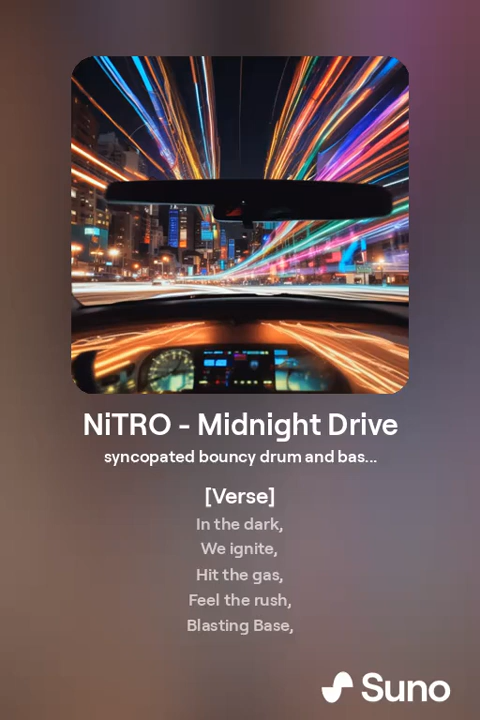 NiTRO - Midnight Drive
syncopated bouncy drum and bas...
[Verse]
In the dark,
We ignite,
Hit the gas,
Feel the rush,
Blasting Base,
Suno